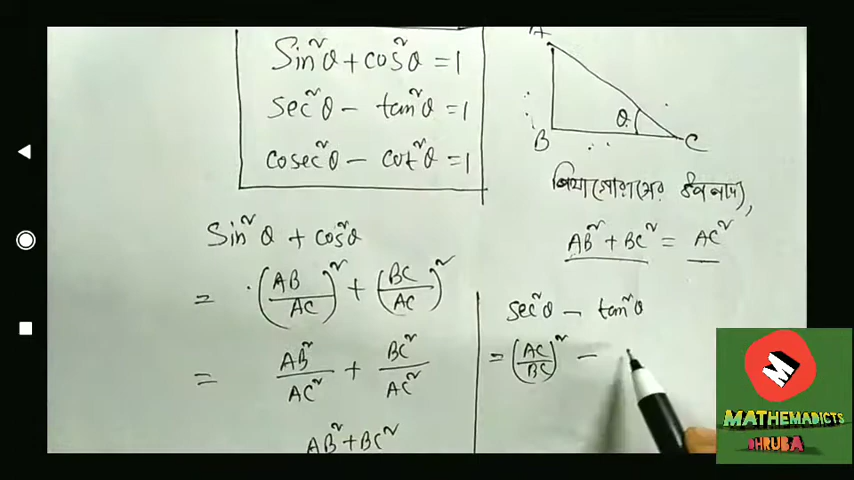 Sin²θ + cos²θ = 1
sec²θ − tan²θ = 1
cosec²θ − cot²θ = 1
A
B
θ
C
পিথাগোরাসের উপপাদ্য,
AB² + BC² = AC²
Sin²θ + cos²θ
= (AB/AC)² + (BC/AC)²
= AB²/AC² + BC²/AC²
AB² + BC²
sec²θ − tan²θ
= (AC/BC)² −
MATHEMADICTS
DHRUBA